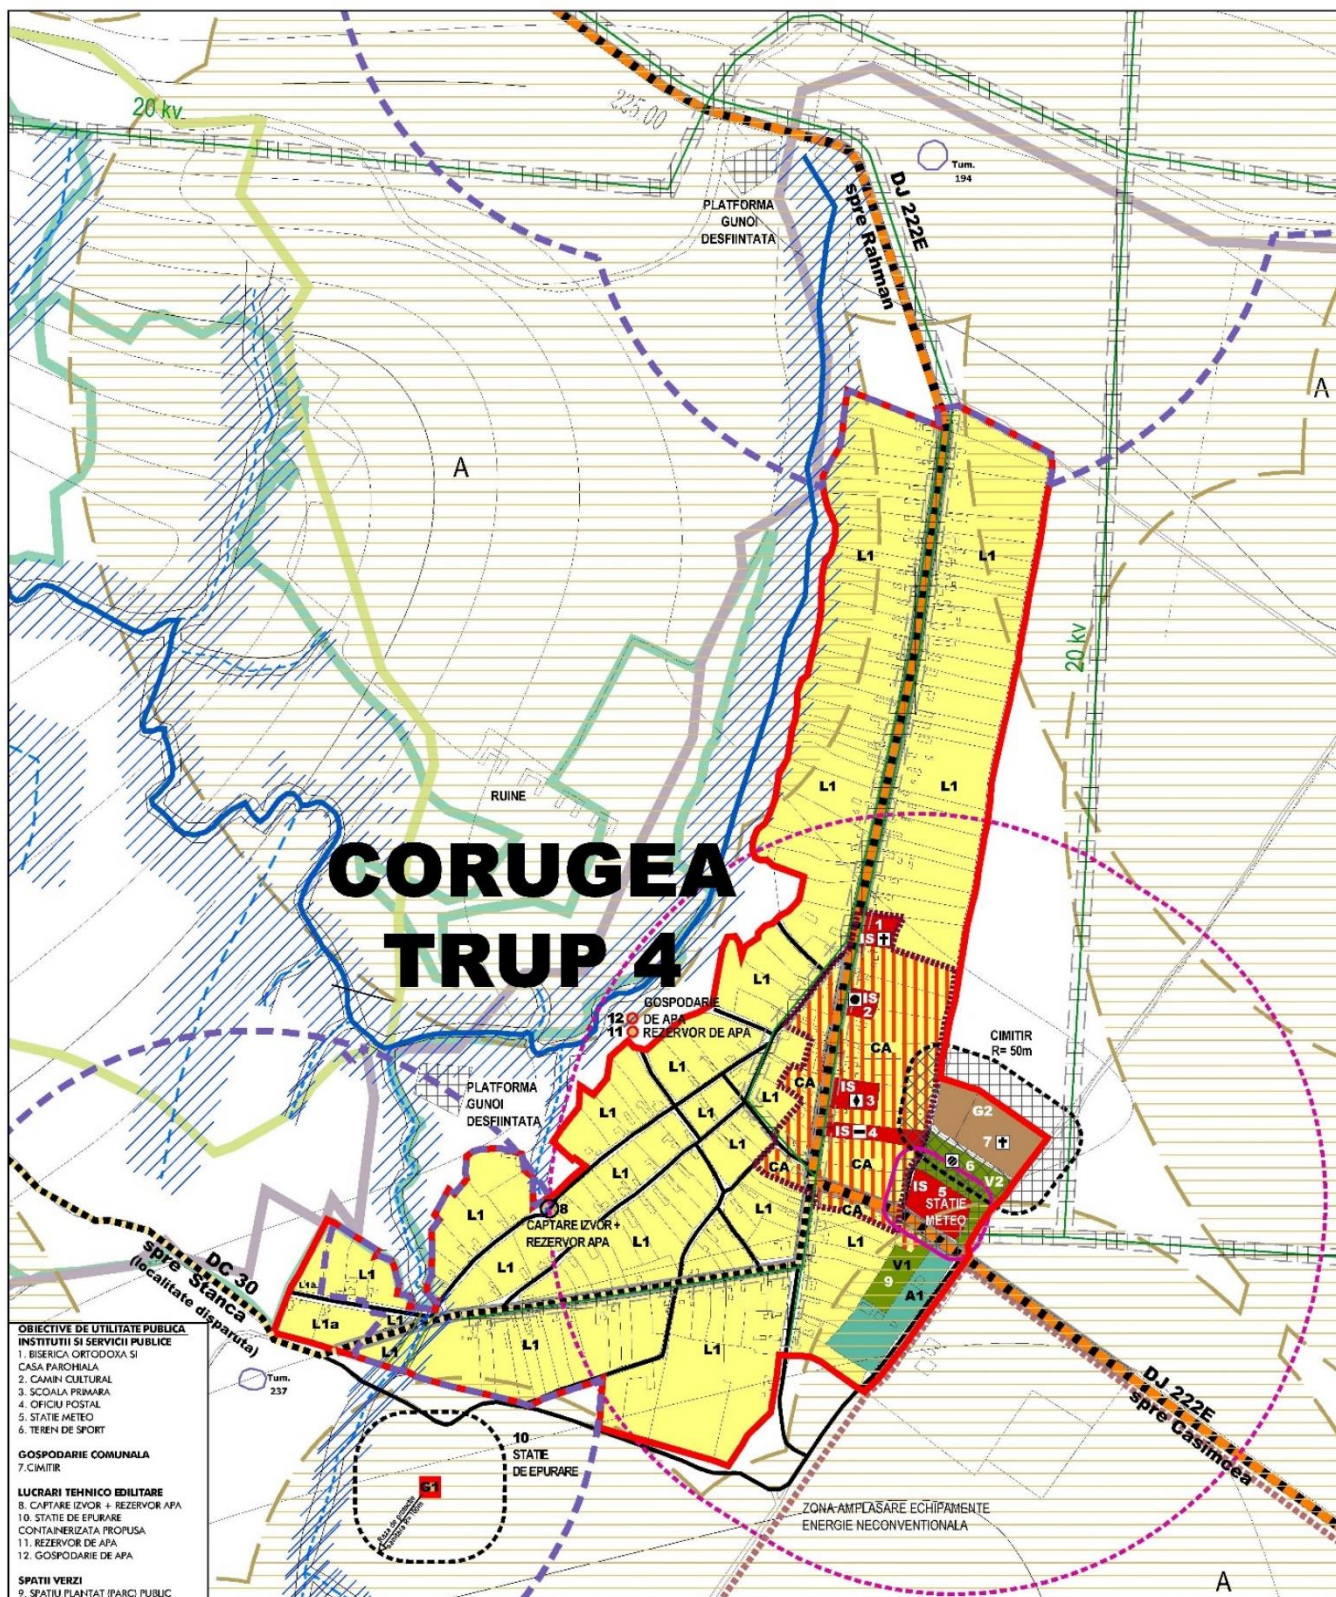 20 kv
225.00
Tum.
194
PLATFORMA
GUNOI
DESFIINTATA
DJ 222E
spre Rahman
A
A
L1
L1
20 kv
L1
L1
RUINE
CORUGEA
TRUP 4
1
IS
IS
2
L1
GOSPODARIE
12 DE APA
11 REZERVOR DE APA
CA
CIMITIR
R= 50m
L1
CA
IS
3
PLATFORMA
GUNOI
DESFIINTATA
L1
L1
L1
G2
7
IS 4
L1
L1
CA
CA
6
V2
IS
5
STATIE
METEO
8
CAPTARE IZVOR +
REZERVOR APA
L1
L1
L1
CA
L1
DC 30
spre Stanca
(localitate disparuta)
L1a
L1
L1
V1
9
A1
L1a
L1
L1
L1
L1
OBIECTIVE DE UTILITATE PUBLICA
INSTITUTII SI SERVICII PUBLICE
1. BISERICA ORTODOXA SI
CASA PAROHIALA
2. CAMIN CULTURAL
3. SCOALA PRIMARA
4. OFICIU POSTAL
5. STATIE METEO
6. TEREN DE SPORT
GOSPODARIE COMUNALA
7.CIMITIR
LUCRARI TEHNICO EDILITARE
8. CAPTARE IZVOR + REZERVOR APA
10. STATIE DE EPURARE
CONTAINERIZATA PROPUSA
11. REZERVOR DE APA
12. GOSPODARIE DE APA
SPATII VERZI
9. SPATIU PLANTAT (PARC) PUBLIC
Tum.
237
10
STATIE
DE EPURARE
G1
DJ 222E
spre Casimcea
ZONA AMPLASARE ECHIPAMENTE
ENERGIE NECONVENTIONALA
A